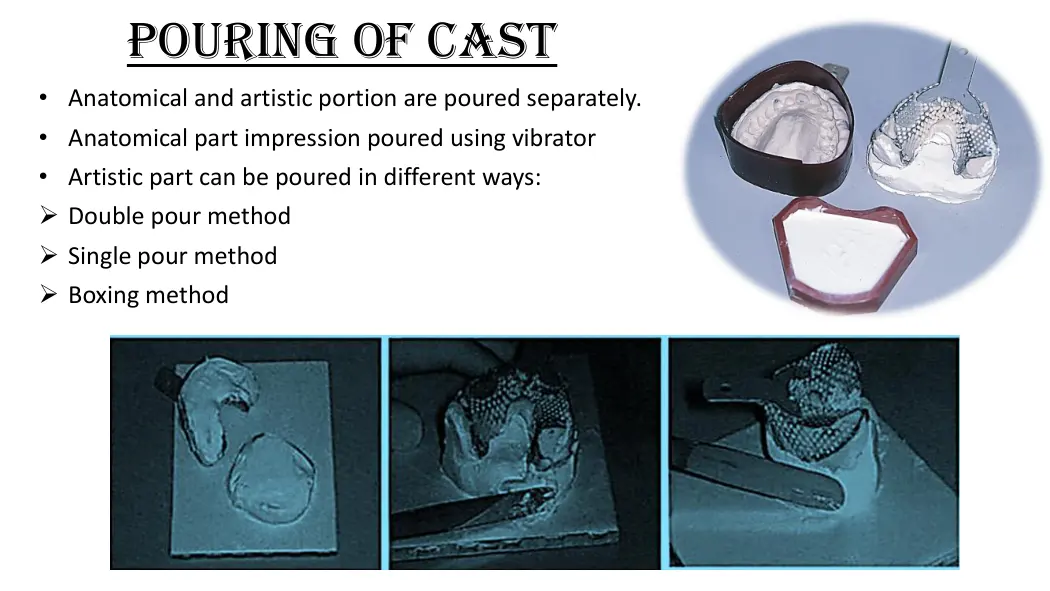 POURING OF CAST
• Anatomical and artistic portion are poured separately.
• Anatomical part impression poured using vibrator
• Artistic part can be poured in different ways:
➢ Double pour method
➢ Single pour method
➢ Boxing method